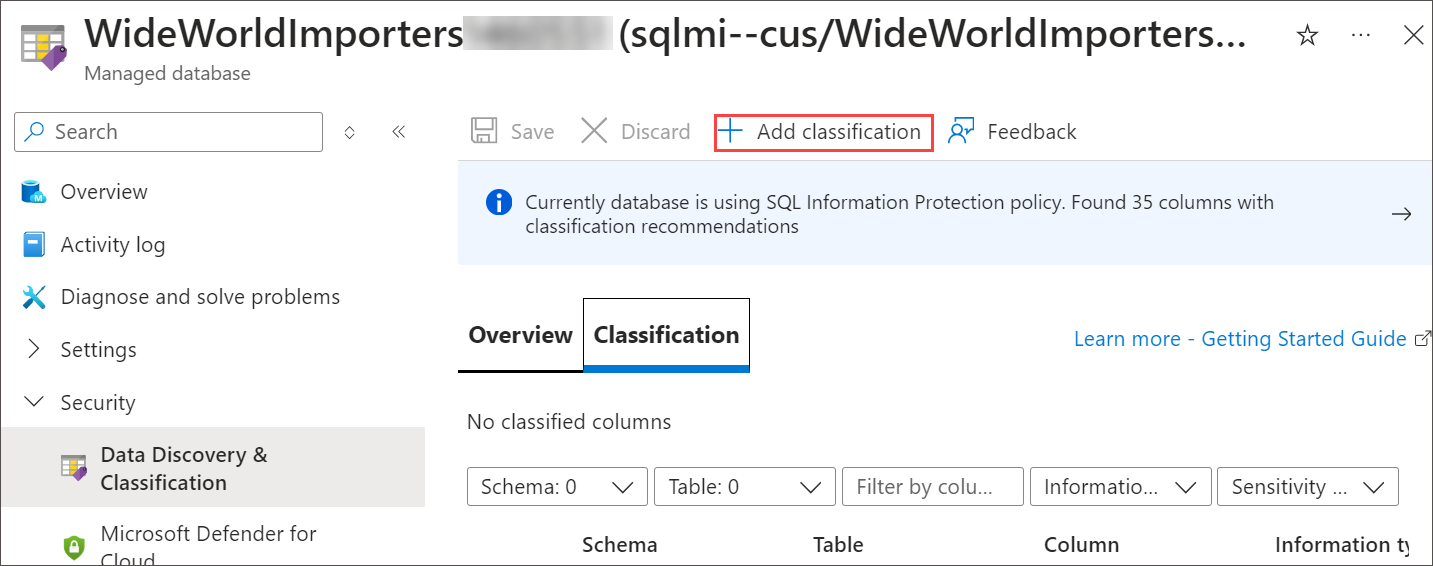 WideWorldImporters (sqlmi--cus/WideWorldImporters...
Managed database
Search
Save
Discard
Add classification
Feedback
Overview
Activity log
Diagnose and solve problems
Settings
Security
Data Discovery &
Classification
Microsoft Defender for
Cloud
Currently database is using SQL Information Protection policy. Found 35 columns with
classification recommendations
Overview
Classification
Learn more - Getting Started Guide
No classified columns
Schema: 0
Table: 0
Filter by colu...
Informatio...
Sensitivity ...
Schema
Table
Column
Information ty